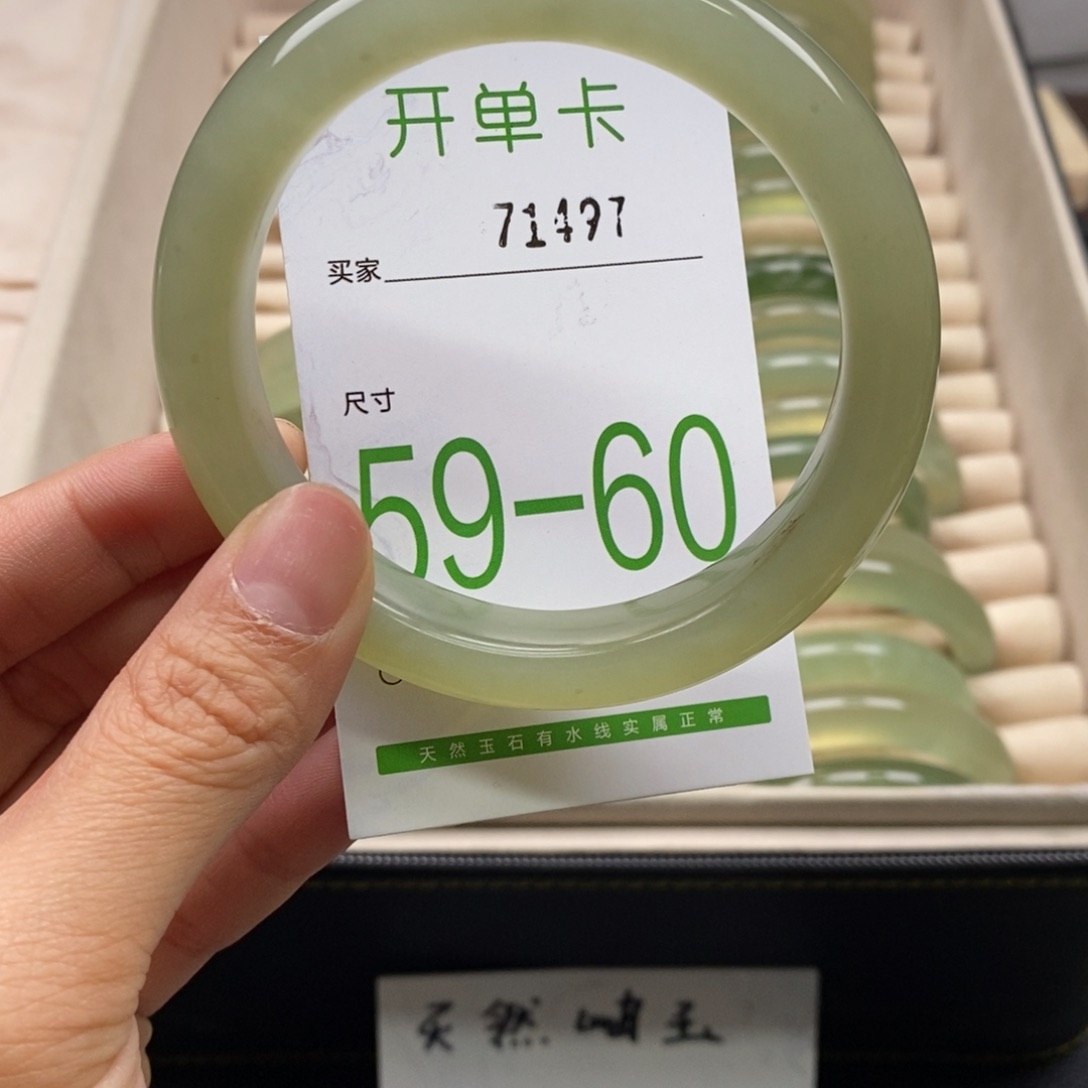 开单卡
71497
买家
尺寸
59-60
天然玉石有水线实属正常
天然岫玉